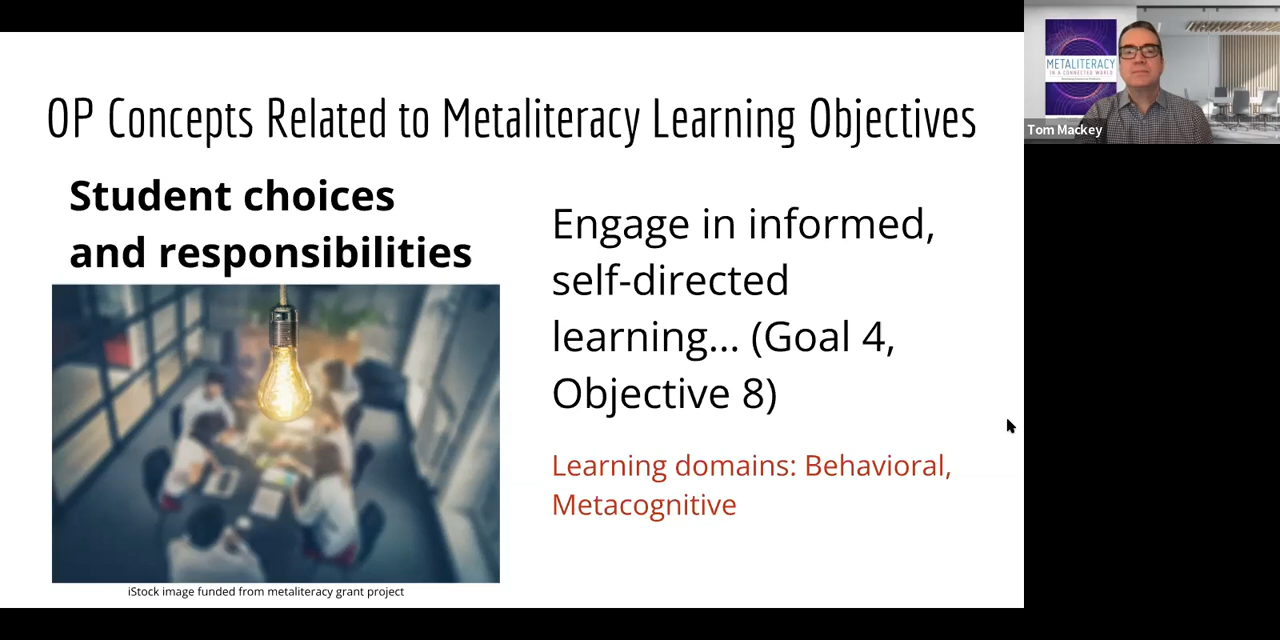 OP Concepts Related to Metaliteracy Learning Objectives
Student choices
and responsibilities
Engage in informed,
self-directed
learning... (Goal 4,
Objective 8)
Learning domains: Behavioral,
Metacognitive
iStock image funded from metaliteracy grant project
METALITERACY
IN A CONNECTED WORLD
Tom Mackey